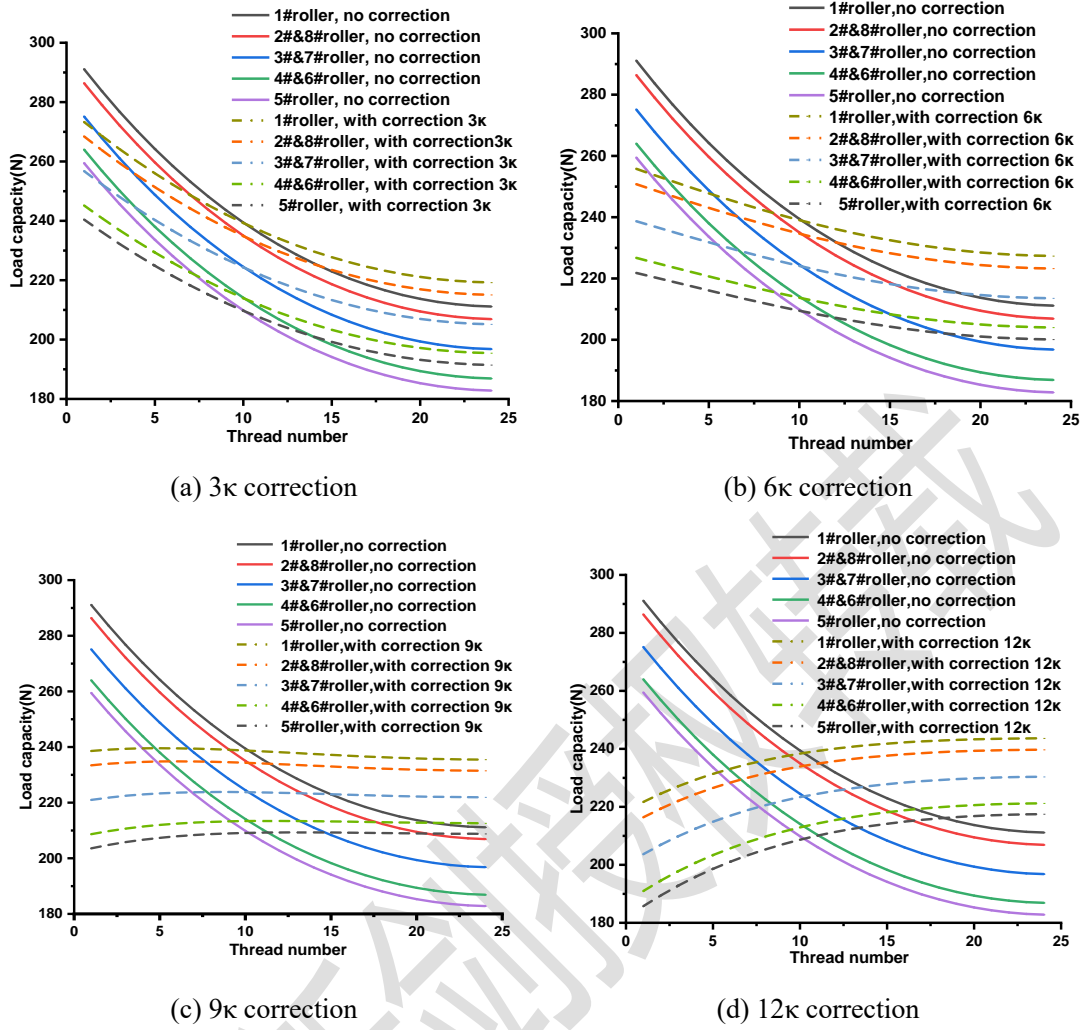 1#roller, no correction
2#&8#roller, no correction
3#&7#roller, no correction
4#&6#roller, no correction
5#roller, no correction
1#roller, with correction 3κ
2#&8#roller, with correction3κ
3#&7#roller, with correction 3κ
4#&6#roller, with correction 3κ
5#roller, with correction 3κ
300
280
260
240
220
200
180
Load capacity(N)
0 5 10 15 20 25
Thread number
(a) 3κ correction
1#roller,no correction
2#&8#roller,no correction
3#&7#roller,no correction
4#&6#roller,no correction
5#roller,no correction
1#roller,with correction 6κ
2#&8#roller,with correction 6κ
3#&7#roller,with correction 6κ
4#&6#roller,with correction 6κ
5#roller,with correction 6κ
300
280
260
240
220
200
180
Load capacity(N)
0 5 10 15 20 25
Thread number
(b) 6κ correction
1#roller,no correction
2#&8#roller,no correction
3#&7#roller,no correction
4#&6#roller,no correction
5#roller,no correction
1#roller,with correction 9κ
2#&8#roller,with correction 9κ
3#&7#roller,with correction 9κ
4#&6#roller,with correction 9κ
5#roller,with correction 9κ
300
280
260
240
220
200
180
Load capacity(N)
0 5 10 15 20 25
Thread number
(c) 9κ correction
1#roller,no correction
2#&8#roller,no correction
3#&7#roller,no correction
4#&6#roller,no correction
5#roller,no correction
1#roller,with correction 12κ
2#&8#roller,with correction 12κ
3#&7#roller,with correction 12κ
4#&6#roller,with correction 12κ
5#roller,with correction 12κ
300
280
260
240
220
200
180
Load capacity(N)
0 5 10 15 20 25
Thread number
(d) 12κ correction
授权转载